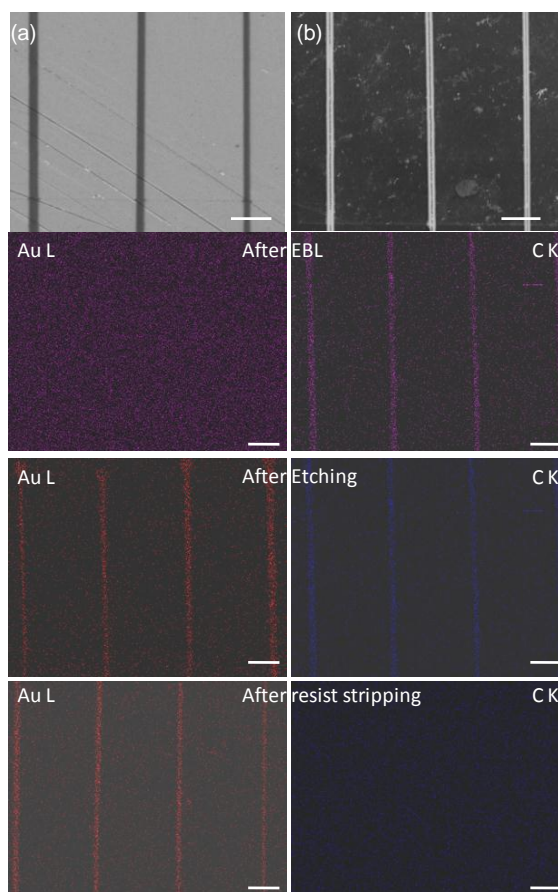 (a) (b)
Au L After EBL C K
Au L After Etching C K
Au L After resist stripping C K